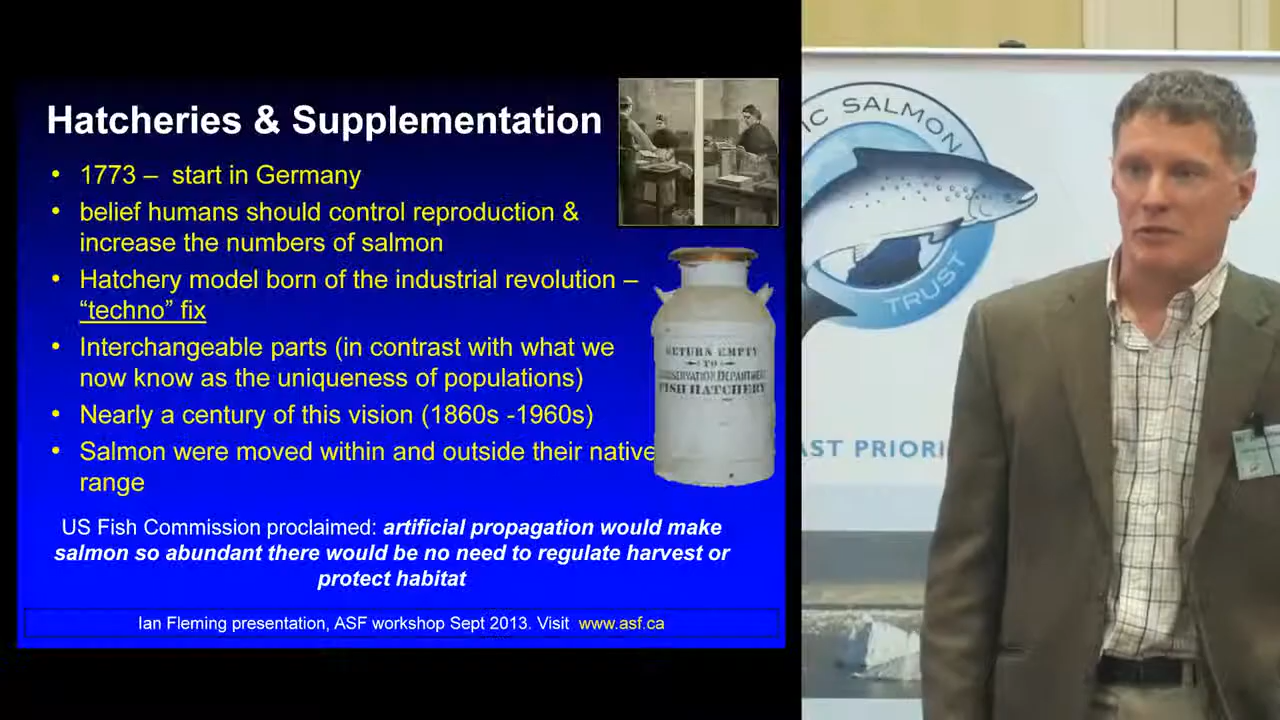 Hatcheries & Supplementation
• 1773 – start in Germany
• belief humans should control reproduction &
increase the numbers of salmon
• Hatchery model born of the industrial revolution –
“techno” fix
• Interchangeable parts (in contrast with what we
now know as the uniqueness of populations)
• Nearly a century of this vision (1860s -1960s)
• Salmon were moved within and outside their native
range
US Fish Commission proclaimed: artificial propagation would make
salmon so abundant there would be no need to regulate harvest or
protect habitat
Ian Fleming presentation, ASF workshop Sept 2013. Visit www.asf.ca
RETURN EMPTY
TO
CONSERVATION DEPARTMENT
FISH HATCHERY
IC SALMON
TRUST
AST PRIORI